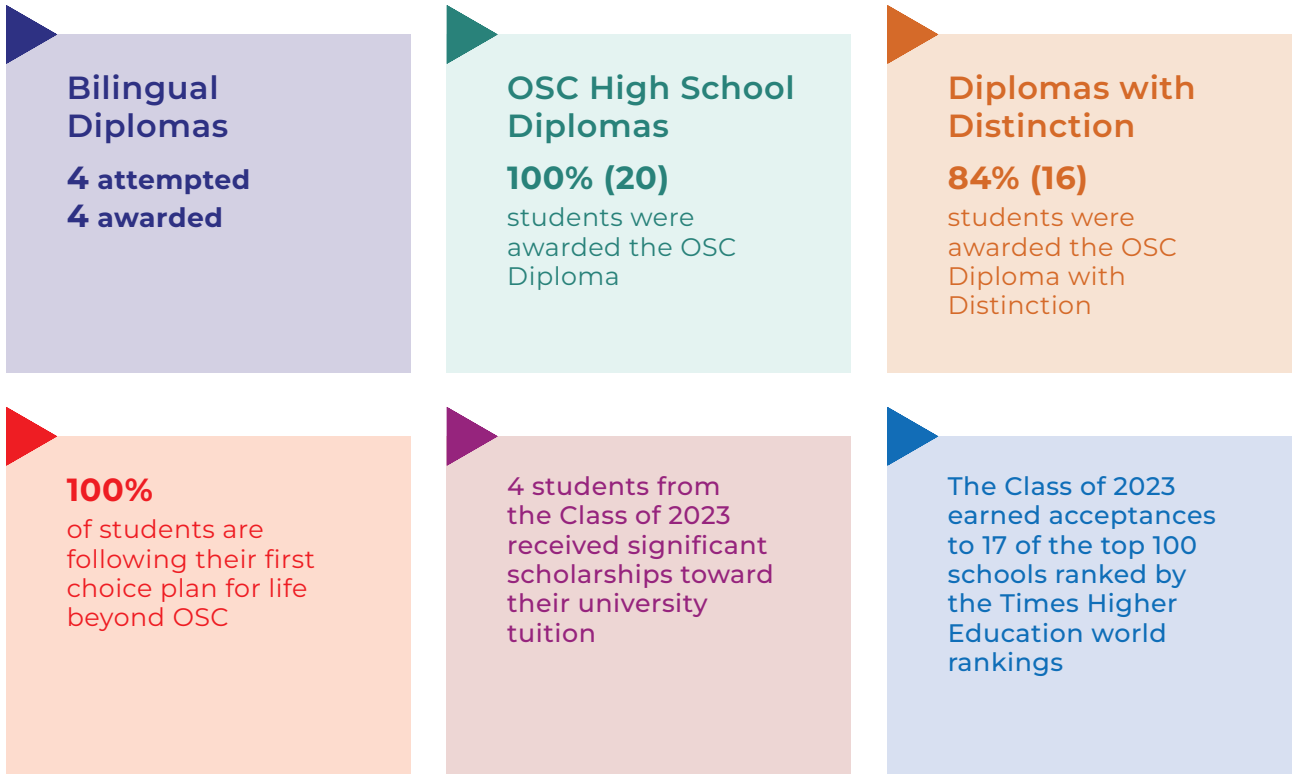 Bilingual
Diplomas
4 attempted
4 awarded
OSC High School
Diplomas
100% (20)
students were
awarded the OSC
Diploma
Diplomas with
Distinction
84% (16)
students were
awarded the OSC
Diploma with
Distinction
100%
of students are
following their first
choice plan for life
beyond OSC
4 students from
the Class of 2023
received significant
scholarships toward
their university
tuition
The Class of 2023
earned acceptances
to 17 of the top 100
schools ranked by
the Times Higher
Education world
rankings